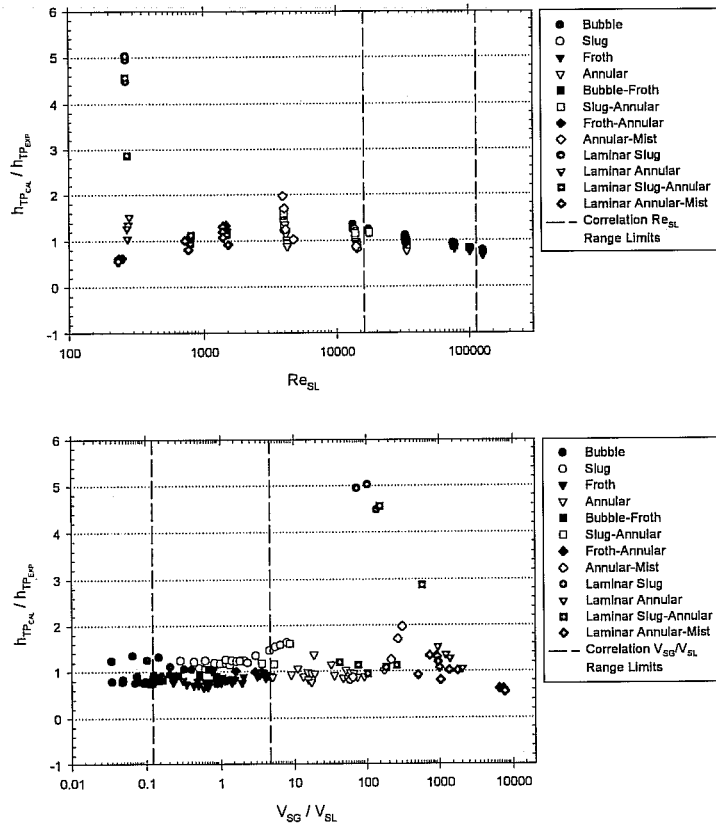 6
5
4
3
2
1
0
-1
h_TP_CAL / h_TP_EXP
100
1000
10000
100000
Re_SL
Bubble
Slug
Froth
Annular
Bubble-Froth
Slug-Annular
Froth-Annular
Annular-Mist
Laminar Slug
Laminar Annular
Laminar Slug-Annular
Laminar Annular-Mist
Correlation Re_SL
Range Limits
6
5
4
3
2
1
0
-1
h_TP_CAL / h_TP_EXP
0.01
0.1
1
10
100
1000
10000
V_SG / V_SL
Bubble
Slug
Froth
Annular
Bubble-Froth
Slug-Annular
Froth-Annular
Annular-Mist
Laminar Slug
Laminar Annular
Laminar Slug-Annular
Laminar Annular-Mist
Correlation V_SG/V_SL
Range Limits